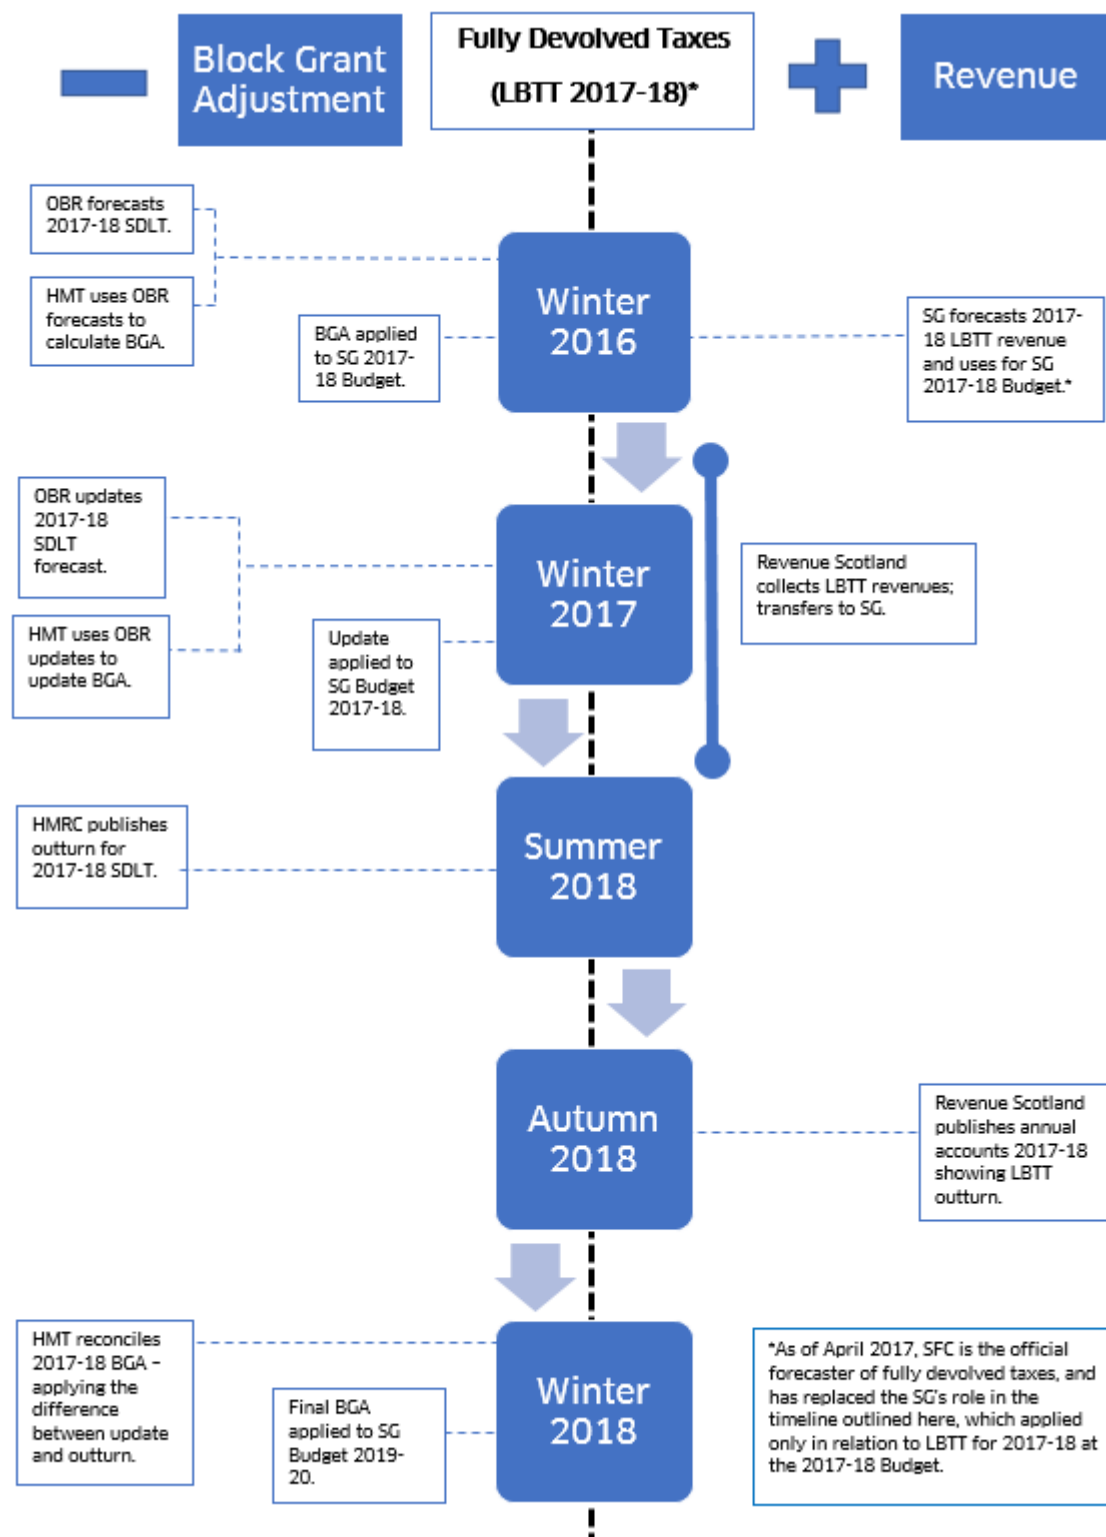 Block Grant
Adjustment
Fully Devolved Taxes
(LBTT 2017-18)*
Revenue
OBR forecasts
2017-18 SDLT.
HMT uses OBR
forecasts to
calculate BGA.
BGA applied
to SG 2017-
18 Budget.
Winter
2016
SG forecasts 2017-
18 LBTT revenue
and uses for SG
2017-18 Budget.*
OBR updates
2017-18
SDLT
forecast.
HMT uses OBR
updates to
update BGA.
Update
applied to
SG Budget
2017-18.
Winter
2017
Revenue Scotland
collects LBTT revenues;
transfers to SG.
HMRC publishes
outturn for
2017-18 SDLT.
Summer
2018
Autumn
2018
Revenue Scotland
publishes annual
accounts 2017-18
showing LBTT
outturn.
HMT reconciles
2017-18 BGA –
applying the
difference
between update
and outturn.
Final BGA
applied to SG
Budget 2019-
20.
Winter
2018
*As of April 2017, SFC is the official
forecaster of fully devolved taxes, and
has replaced the SG's role in the
timeline outlined here, which applied
only in relation to LBTT for 2017-18 at
the 2017-18 Budget.